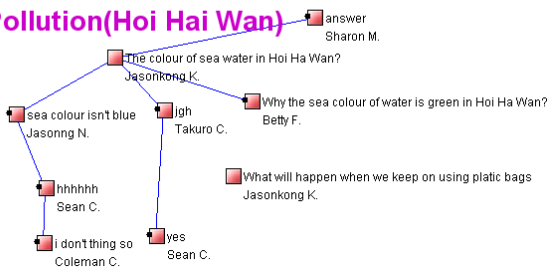 ollution(Hoi Hai Wan)
answer
Sharon M.
The colour of sea water in Hoi Ha Wan?
Jasonkong K.
Why the sea colour of water is green in Hoi Ha Wan?
Betty F.
sea colour isn't blue
Jasonng N.
jgh
Takuro C.
What will happen when we keep on using platic bags
Jasonkong K.
hhhhhh
Sean C.
yes
Sean C.
i don't thing so
Coleman C.